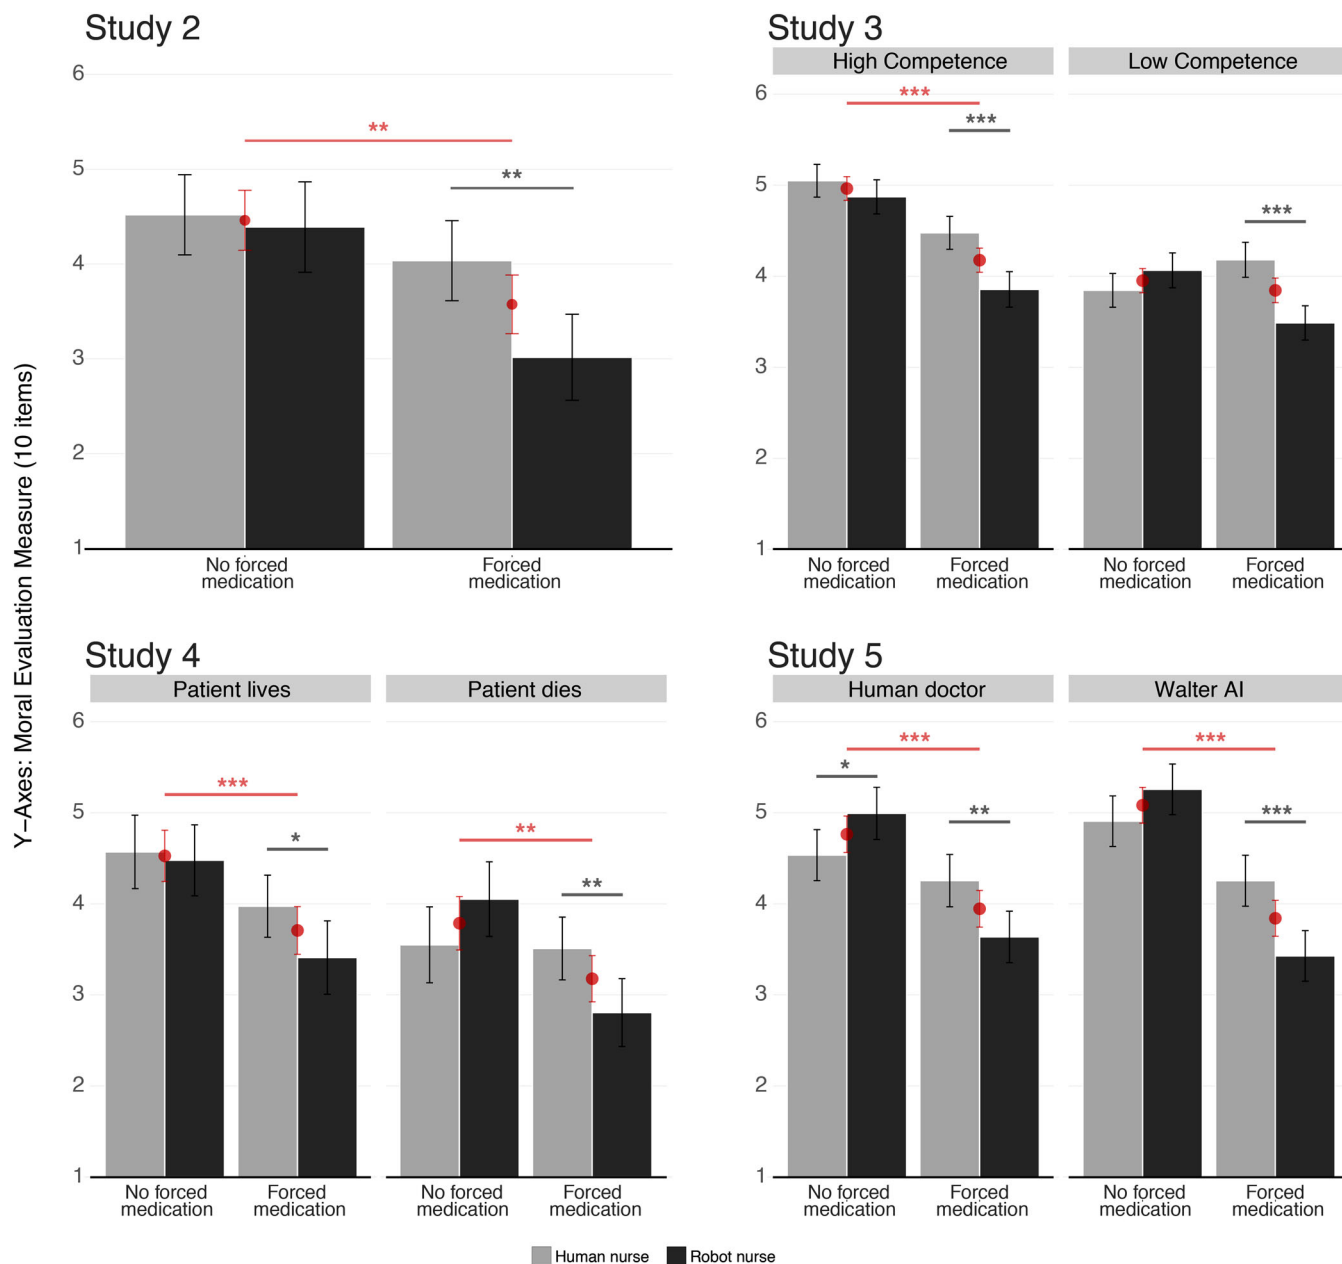 Y−Axes: Moral Evaluation Measure (10 items)
Study 2
6
5
4
3
2
1
**
**
No forced
medication
Forced
medication
Study 3
High Competence
Low Competence
6
5
4
3
2
1
***
***
***
No forced
medication
Forced
medication
No forced
medication
Forced
medication
Study 4
Patient lives
Patient dies
6
5
4
3
2
1
***
*
**
**
No forced
medication
Forced
medication
No forced
medication
Forced
medication
Study 5
Human doctor
Walter AI
6
5
4
3
2
1
***
*
**
***
***
No forced
medication
Forced
medication
No forced
medication
Forced
medication
Human nurse
Robot nurse